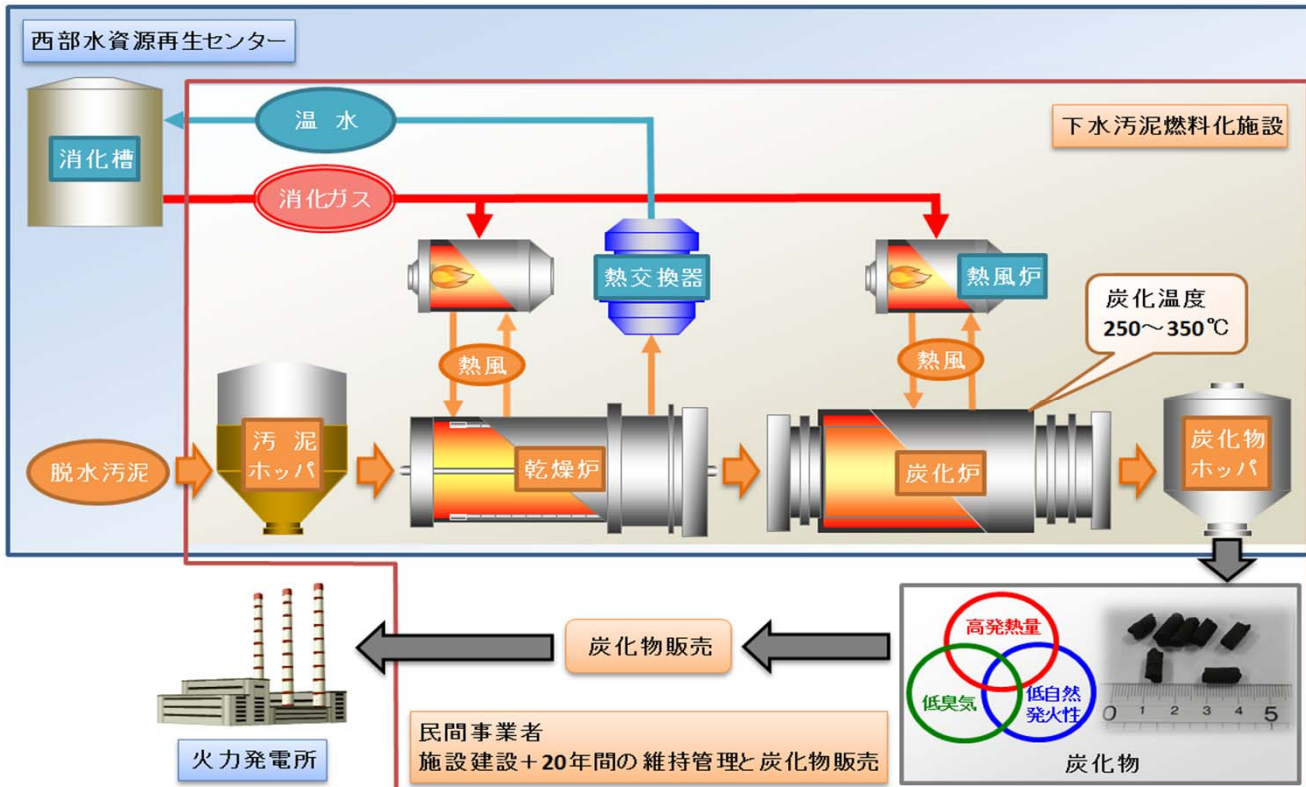 西部水資源再生センター
下水汚泥燃料化施設
温水
消化槽
消化ガス
熱交換器
熱風炉
炭化温度
250～350℃
熱風
熱風
脱水汚泥
汚泥
ホッパ
乾燥炉
炭化炉
炭化物
ホッパ
高発熱量
低臭気
低自然
発火性
0 1 2 3 4 5
炭化物
炭化物販売
火力発電所
民間事業者
施設建設＋20年間の維持管理と炭化物販売